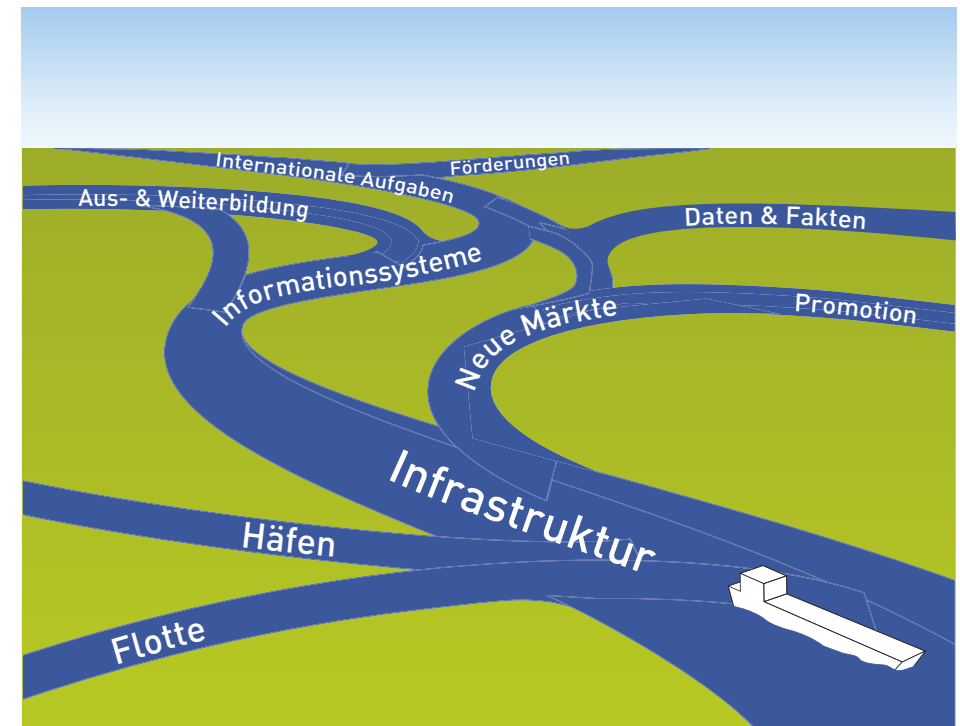 Internationale Aufgaben
Förderungen
Aus- & Weiterbildung
Daten & Fakten
Informationssysteme
Promotion
Neue Märkte
Infrastruktur
Häfen
Flotte